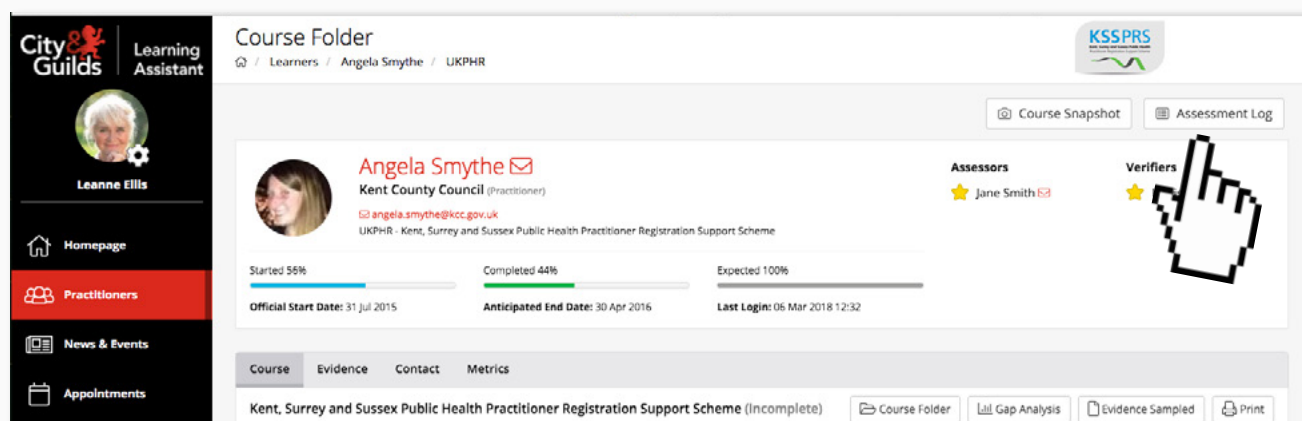 City & Guilds
Learning Assistant
Leanne Ellis
Homepage
Practitioners
News & Events
Appointments
Course Folder
/ Learners / Angela Smythe / UKPHR
KSSPRS
Course Snapshot
Assessment Log
Angela Smythe
Kent County Council (Practitioner)
angela.smythe@kcc.gov.uk
UKPHR - Kent, Surrey and Sussex Public Health Practitioner Registration Support Scheme
Assessors
Jane Smith
Verifiers
Started 56%
Completed 44%
Expected 100%
Official Start Date: 31 Jul 2015
Anticipated End Date: 30 Apr 2016
Last Login: 06 Mar 2018 12:32
Course
Evidence
Contact
Metrics
Kent, Surrey and Sussex Public Health Practitioner Registration Support Scheme (Incomplete)
Course Folder
Gap Analysis
Evidence Sampled
Print